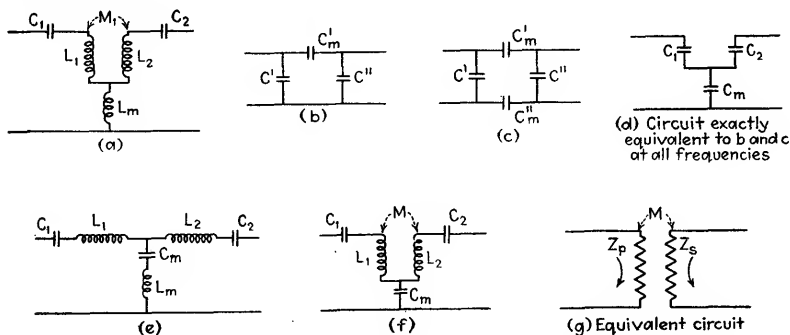 C₁ M₁ C₂
L₁ L₂
Lm
(a)
C'm
C' C"
(b)
C'm
C' C"
C"m
(c)
C₁ C₂
Cm
(d) Circuit exactly
equivalent to b and c
at all frequencies
C₁ L₁ L₂ C₂
Cm
Lm
(e)
C₁ M C₂
L₁ L₂
Cm
(f)
M
Zp Zs
(g) Equivalent circuit